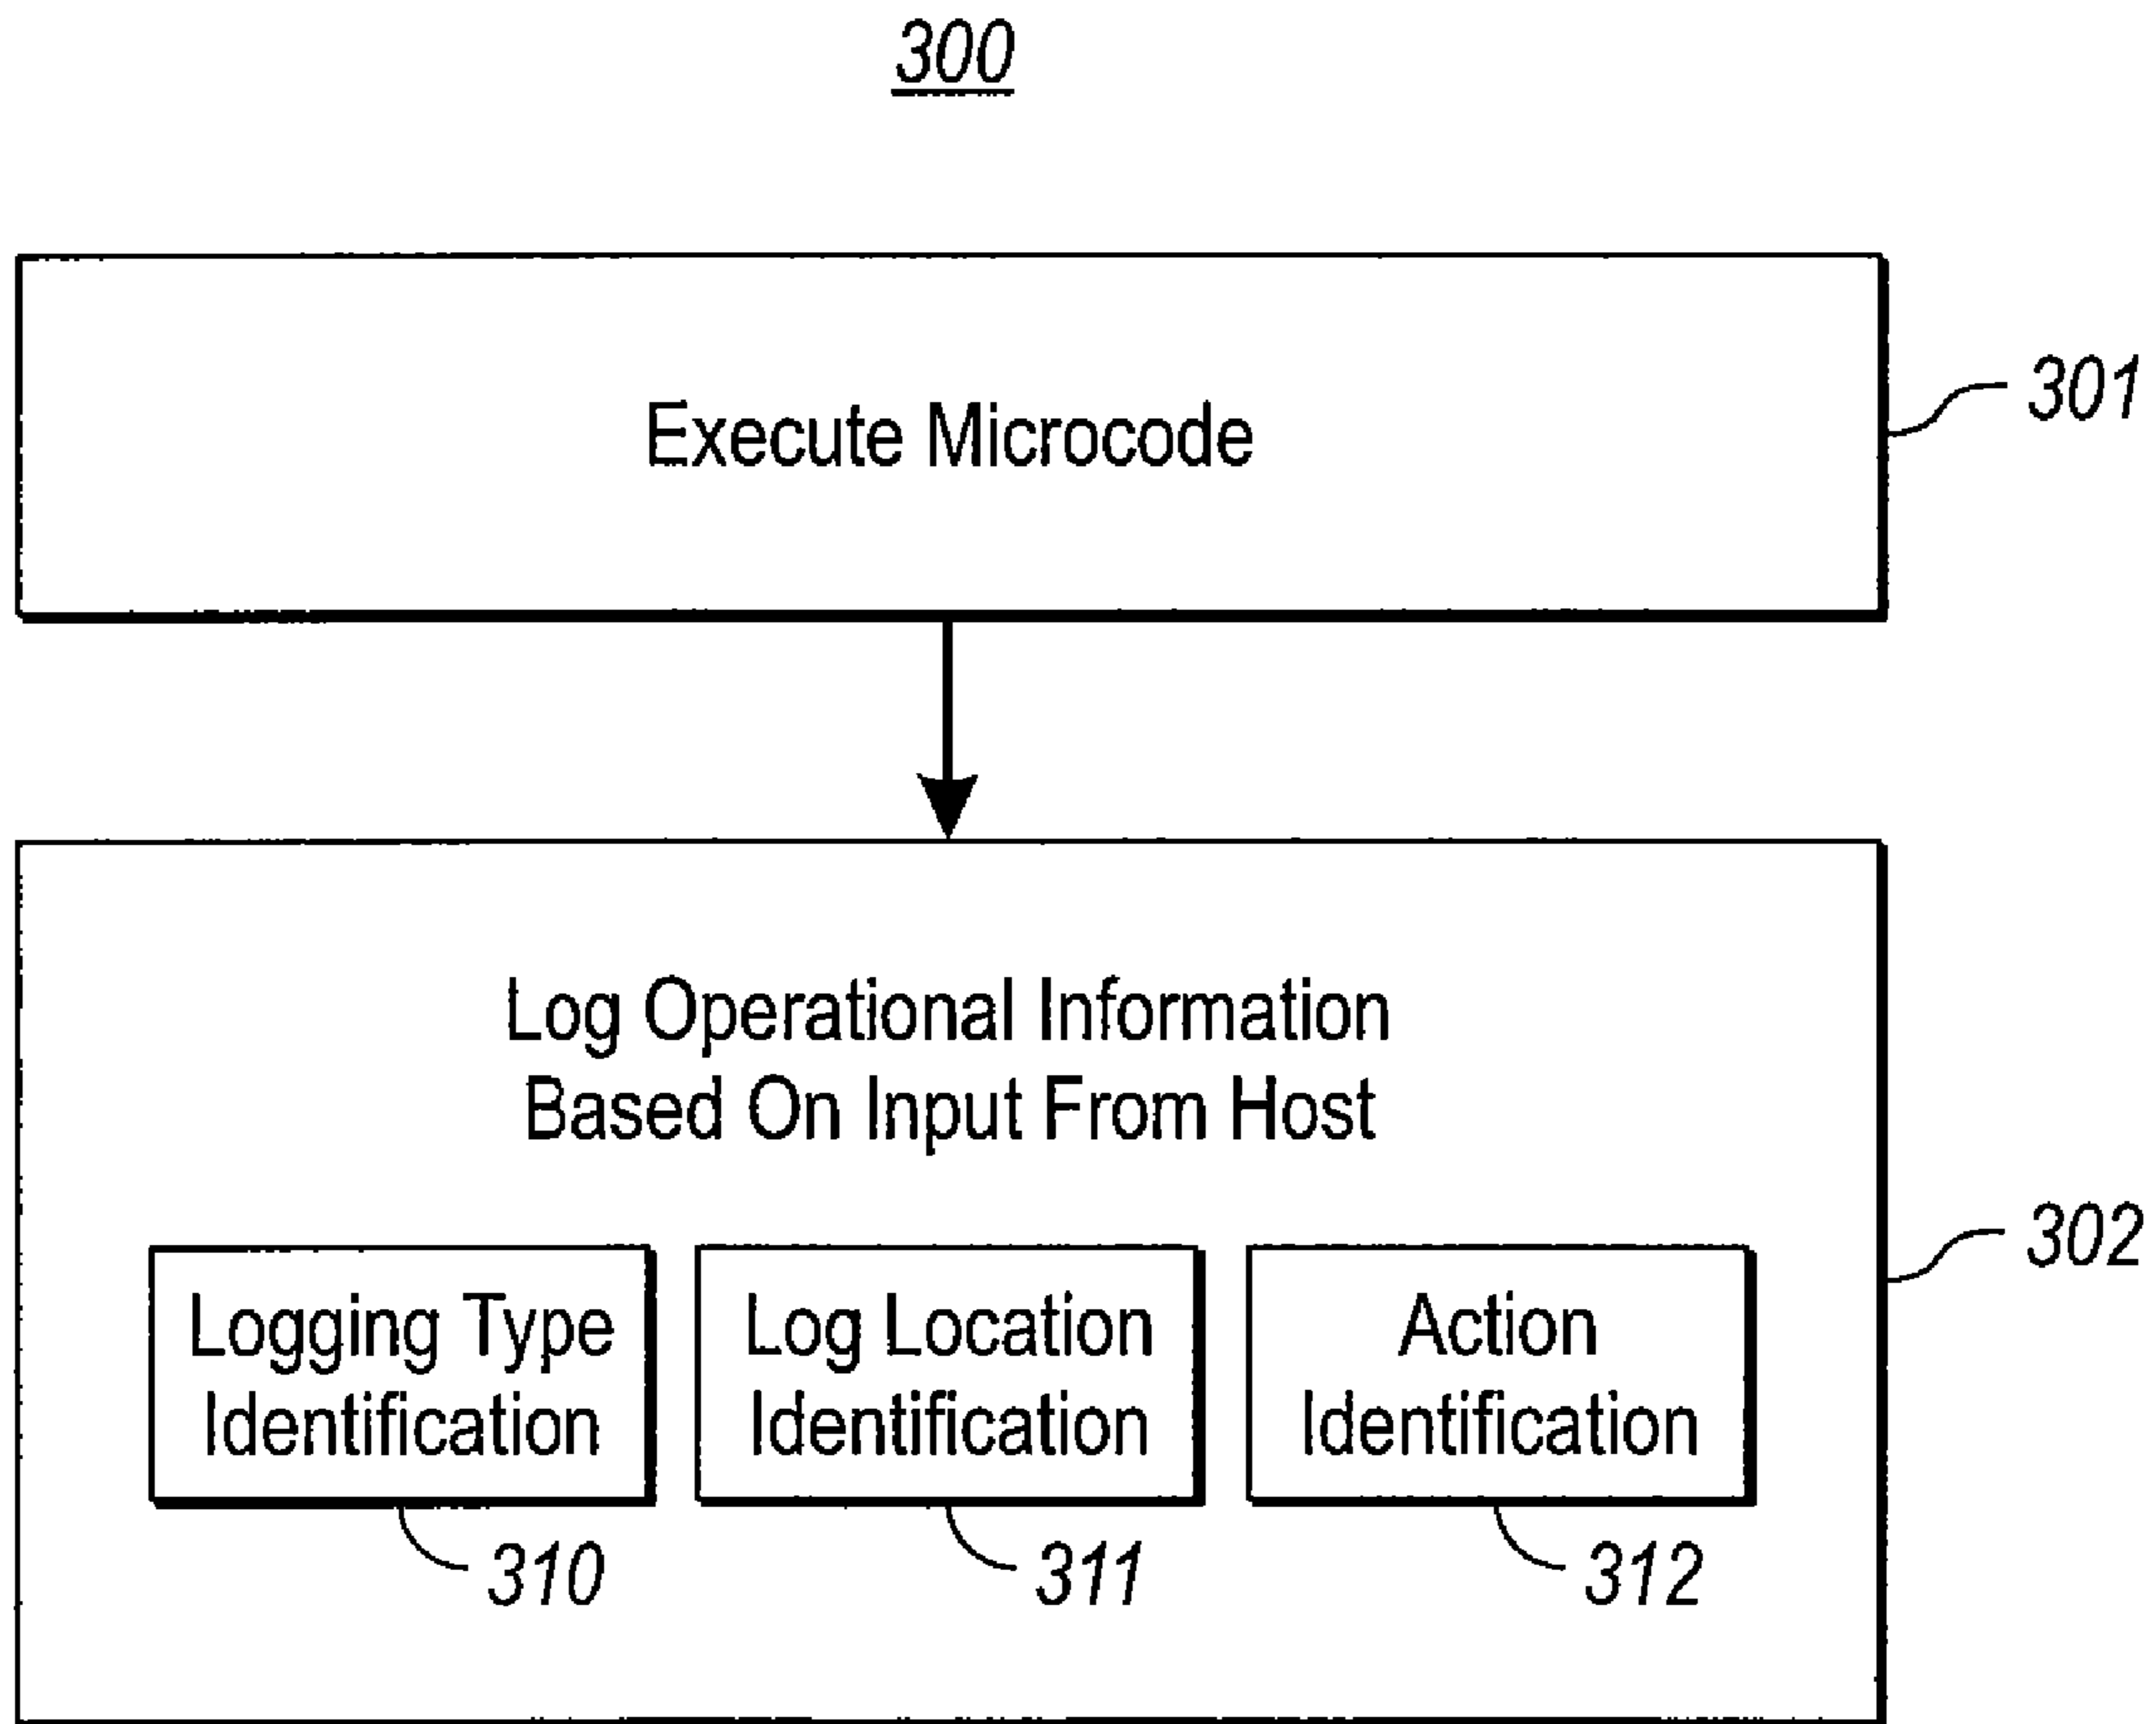 300
Execute Microcode
301
Log Operational Information
Based On Input From Host
302
Logging Type
Identification
Log Location
Identification
Action
Identification
310
311
312